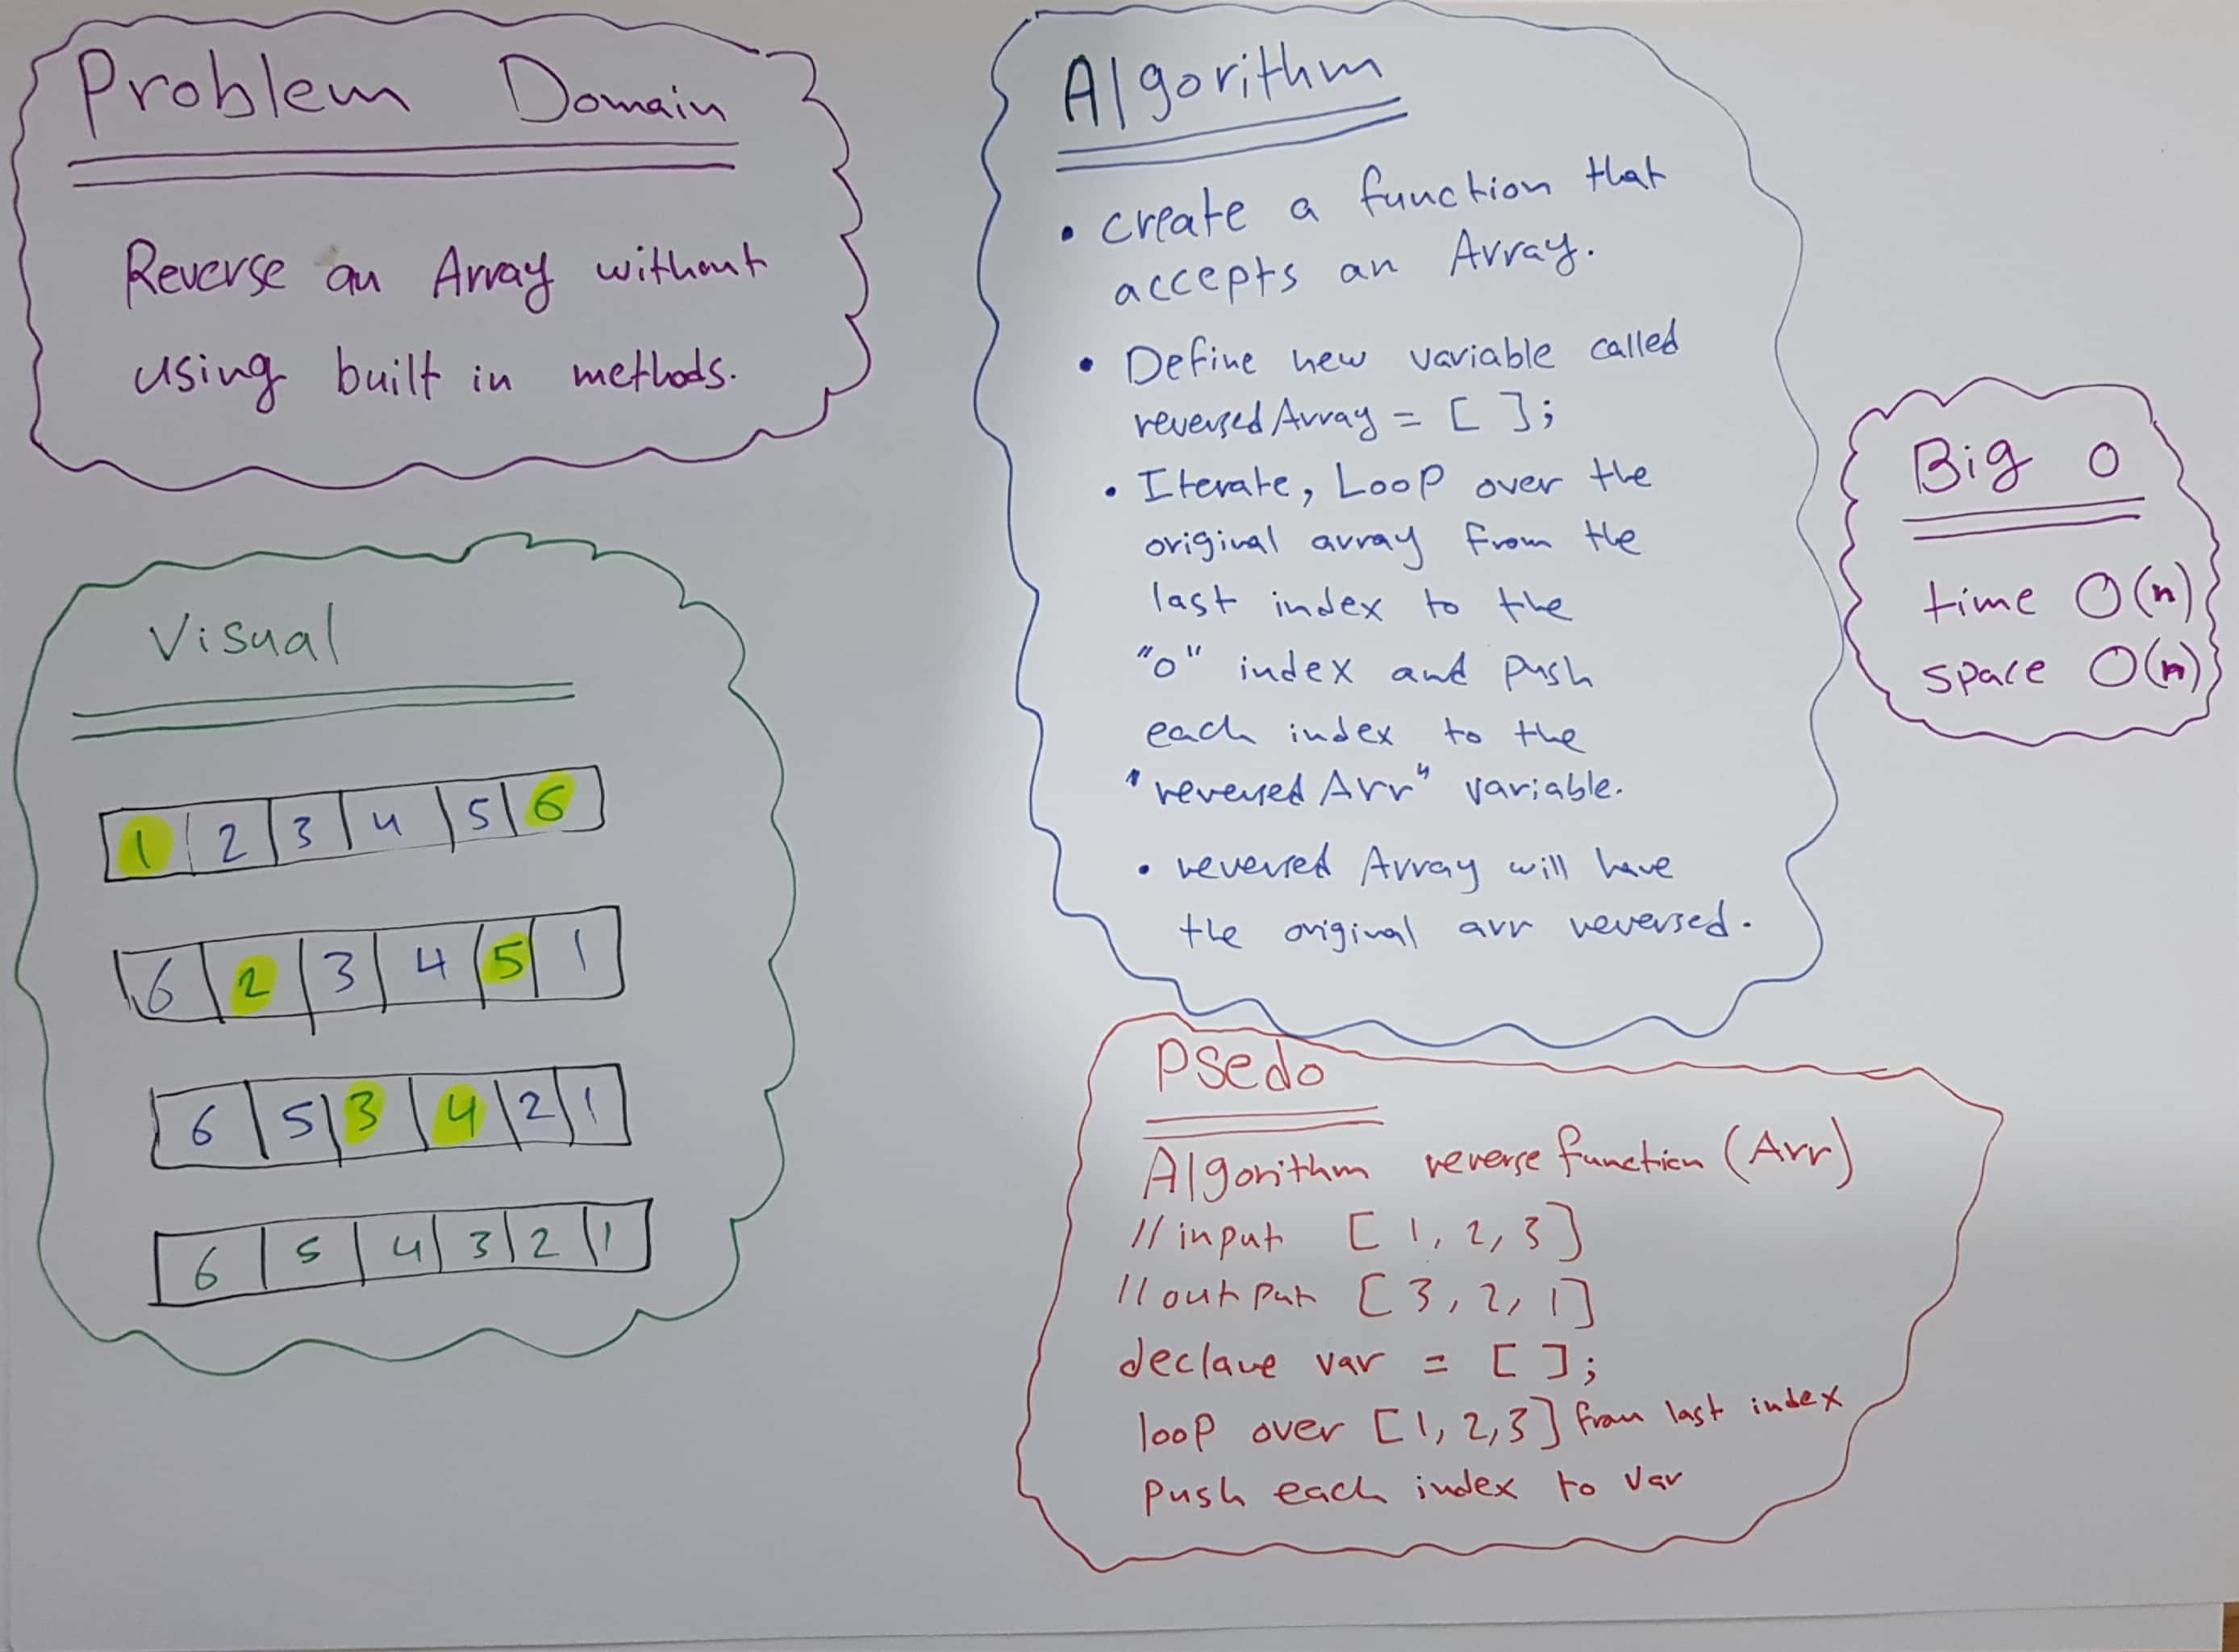 Problem Domain
Reverse an Array without
using built in methods.
Visual
1 2 3 4 5 6
6 2 3 4 5 1
6 5 3 4 2 1
6 5 4 3 2 1
Algorithm
• create a function that
accepts an Array.
• Define new variable called
reversedArray = [ ];
• Iterate, Loop over the
original array from the
last index to the
"0" index and push
each index to the
"reversed Arr" variable.
• reversed Array will have
the original arr reversed.
Big O
time O(n)
space O(n)
Psedo
Algorithm reverse function (Arr)
// input [1, 2, 3]
// output [3, 2, 1]
declare var = [ ];
loop over [1, 2, 3] from last index
push each index to var